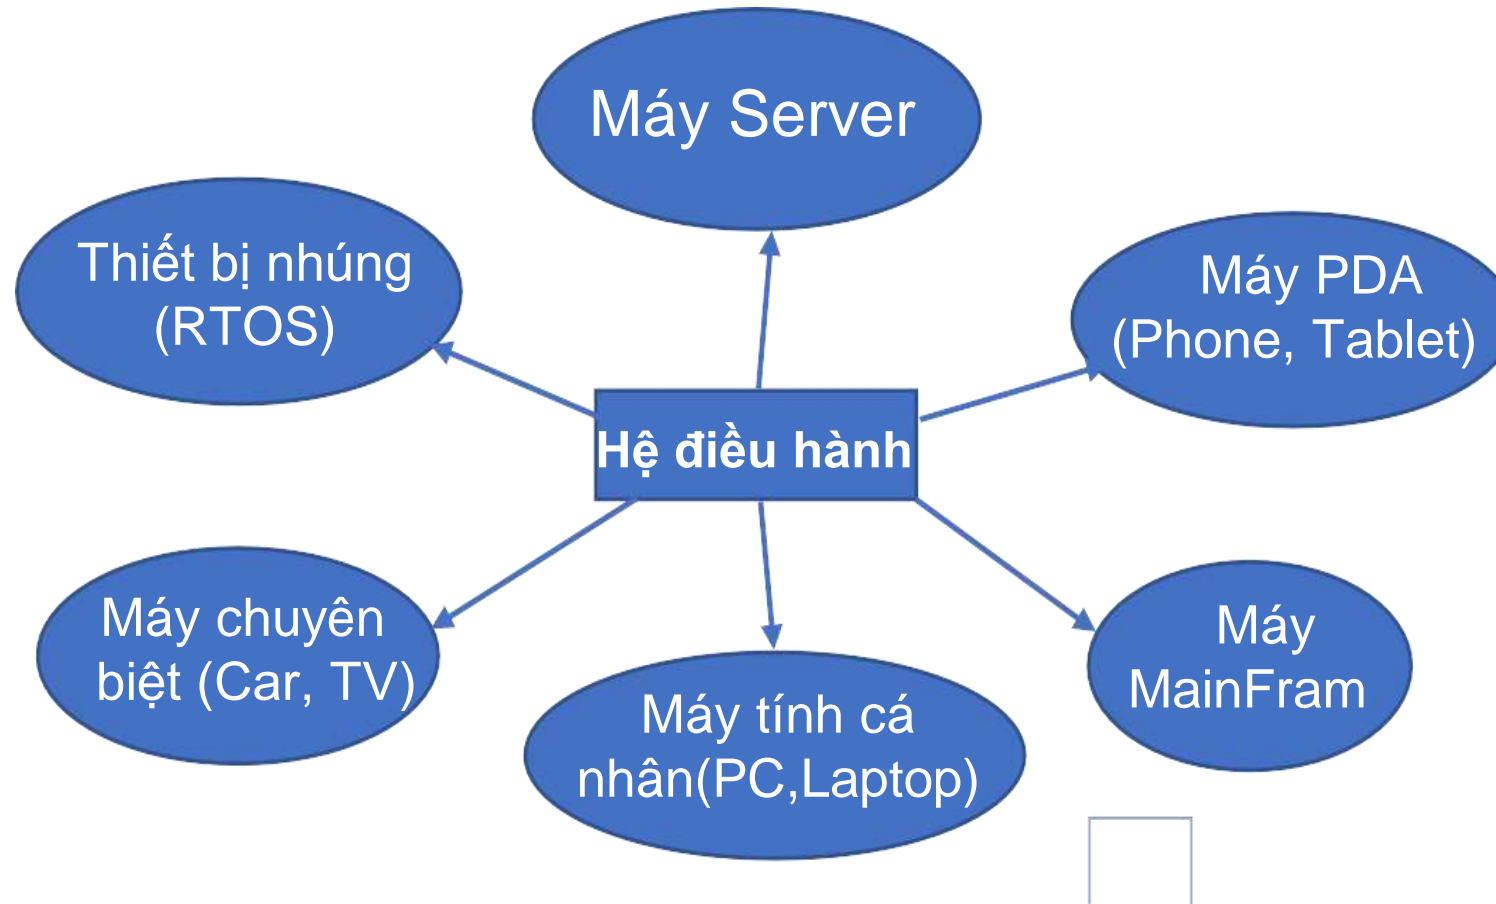 Máy Server
Thiết bị nhúng
(RTOS)
Máy PDA
(Phone, Tablet)
Hệ điều hành
Máy chuyên
biệt (Car, TV)
Máy tính cá
nhân(PC,Laptop)
Máy
MainFram